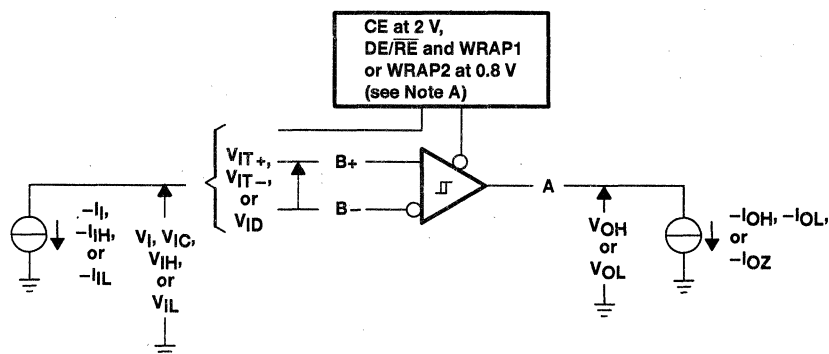 CE at 2 V,
DE/RE and WRAP1
or WRAP2 at 0.8 V
(see Note A)
VIT+,
VIT−,
or
VID
B+
B−
A
–II,
–IIH,
or
–IIL
VI, VIC,
VIH,
or
ViL
VOH
or
VOL
–IOH, –IOL,
or
–IOZ